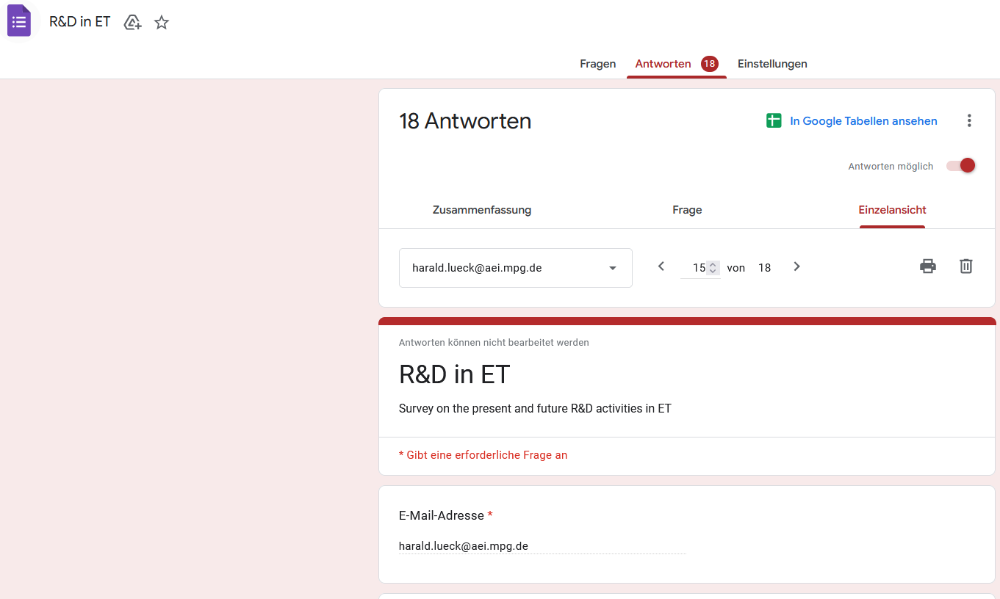 R&D in ET
Fragen Antworten 18 Einstellungen
18 Antworten In Google Tabellen ansehen
Antworten möglich
Zusammenfassung Frage Einzelansicht
harald.lueck@aei.mpg.de 15 von 18
Antworten können nicht bearbeitet werden
R&D in ET
Survey on the present and future R&D activities in ET
* Gibt eine erforderliche Frage an
E-Mail-Adresse *
harald.lueck@aei.mpg.de